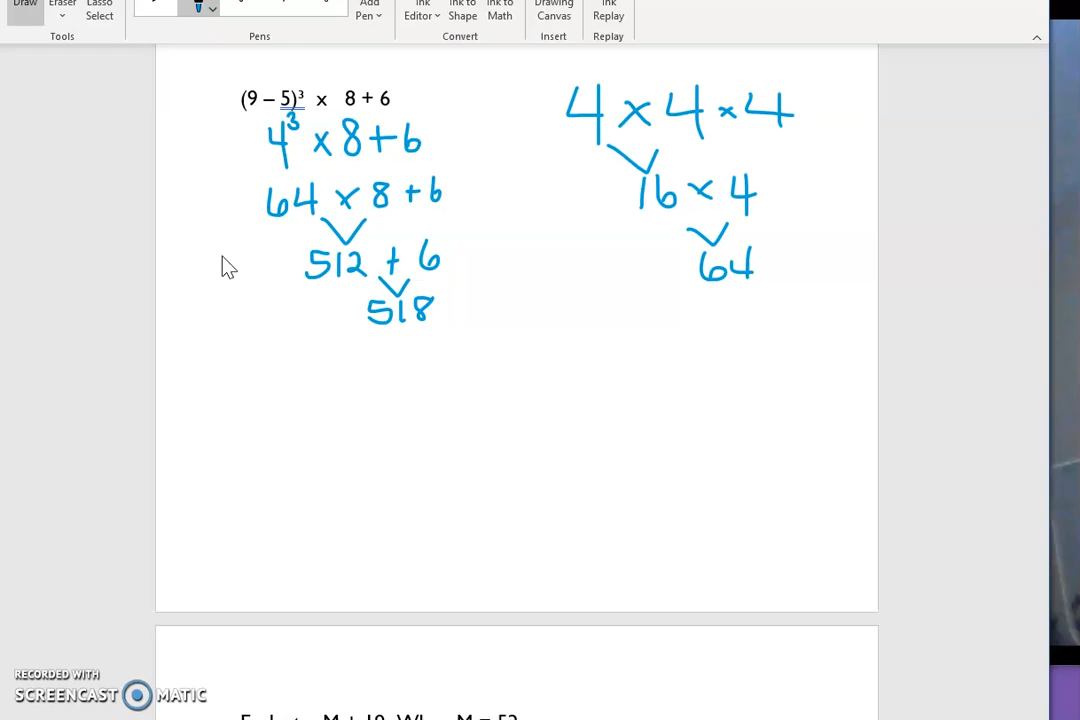 Draw Eraser Lasso Select Add Pen Ink Editor Ink to Shape Ink to Math Drawing Canvas Ink Replay
Tools Pens Convert Insert Replay
(9 – 5)³ x 8 + 6
4³ x 8 + 6
64 x 8 + 6
512 + 6
518
4 x 4 x 4
16 x 4
64
RECORDED WITH
SCREENCAST MATIC